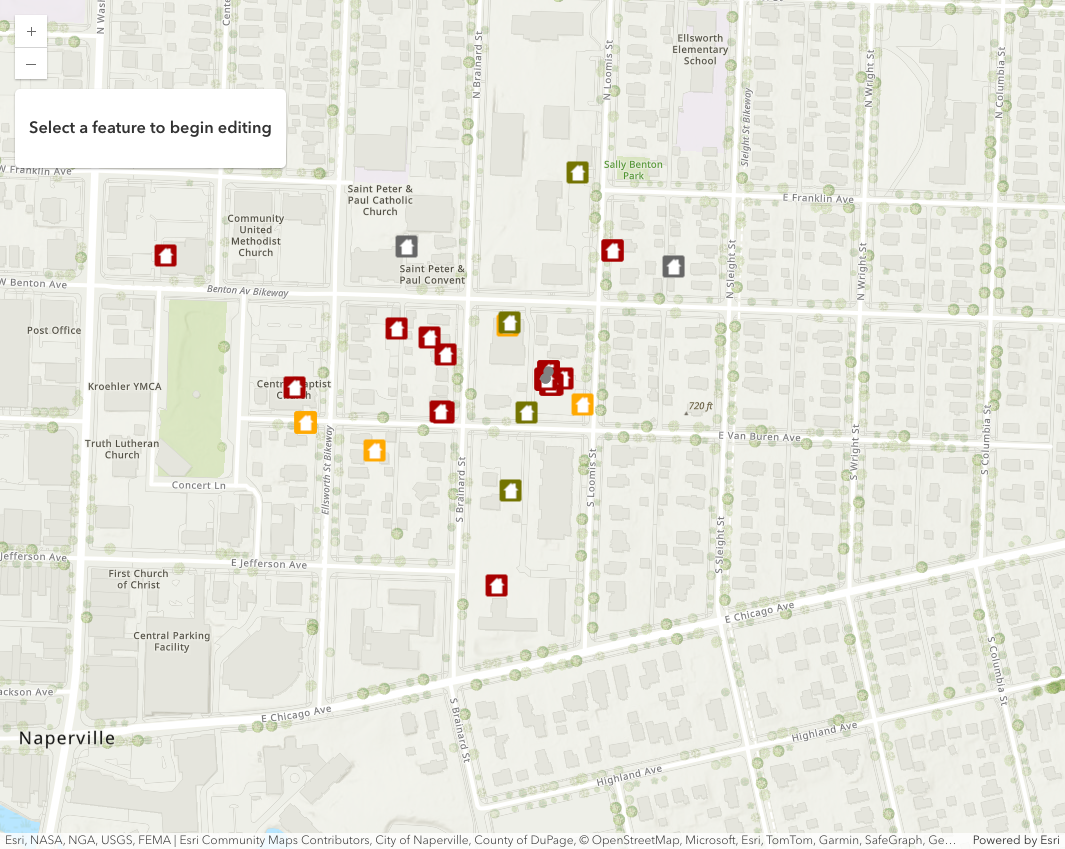 N Wash
Cente
St
+
–
Select a feature to begin editing
N Brainard St
N Loomis St
Ellsworth
Elementary
School
Sleight St Bikeway
N Wright St
N Columbia St
W Franklin Ave
Saint Peter &
Paul Catholic
Church
Sally Benton
Park
E Franklin Ave
Community
United
Methodist
Church
Saint Peter &
Paul Convent
N Sleight St
N Wright St
W Benton Ave
Benton Av Bikeway
Post Office
Kroehler YMCA
Central Baptist
Church
720 ft
Truth Lutheran
Church
E Van Buren Ave
Concert Ln
Ellsworth St Bikeway
S Brainard St
S Loomis St
S Wright St
S Columbia St
S Sleight St
Jefferson Ave
E Jefferson Ave
First Church
of Christ
E Chicago Ave
Central Parking
Facility
S Columbia St
ackson Ave
E Chicago Ave
S Brainard St
Highland Ave
Naperville
Highland Ave
Esri, NASA, NGA, USGS, FEMA | Esri Community Maps Contributors, City of Naperville, County of DuPage, © OpenStreetMap, Microsoft, Esri, TomTom, Garmin, SafeGraph, Ge…
Powered by Esri